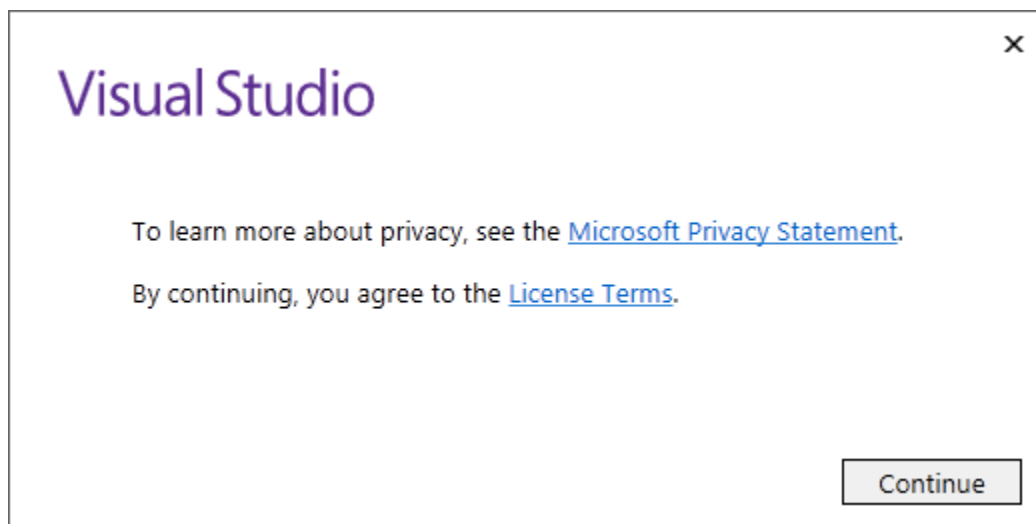 Visual Studio
To learn more about privacy, see the Microsoft Privacy Statement.
By continuing, you agree to the License Terms.
Continue